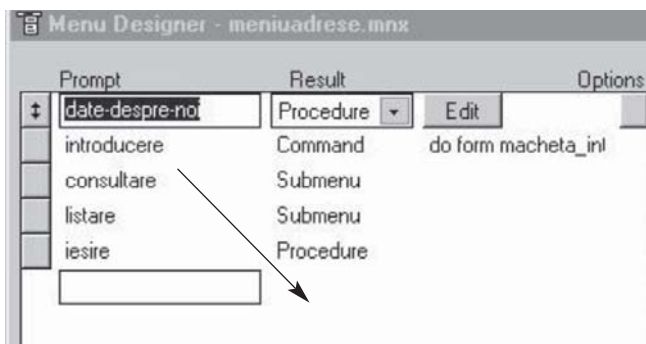 Menu Designer - meniuadrese.mnx
Prompt Result Options
date-despre-noi Procedure Edit
introducere Command do form macheta_in
consultare Submenu
listare Submenu
iesire Procedure